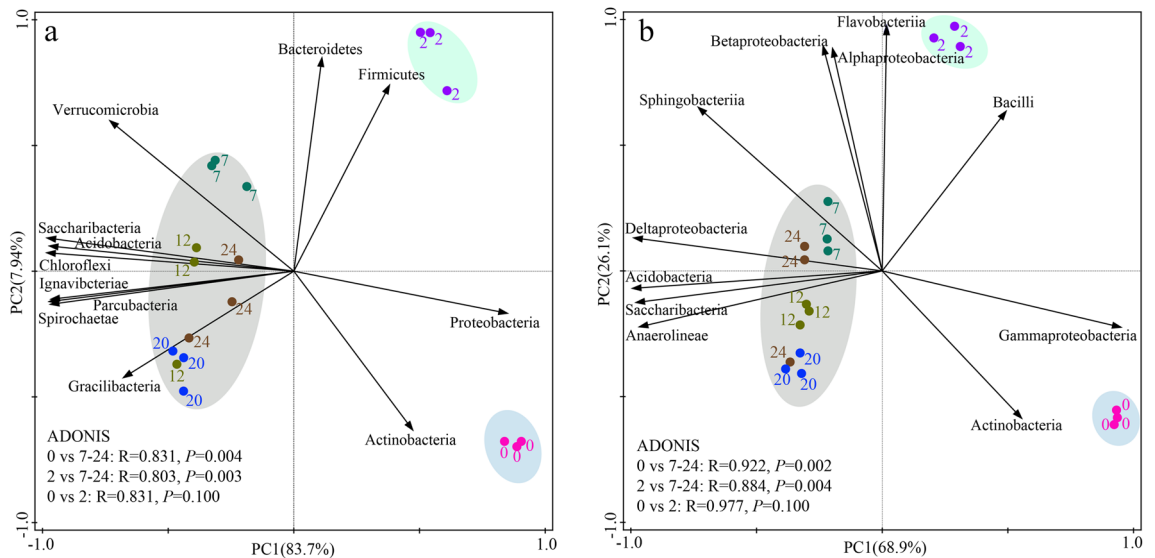 a
1.0
Bacteroidetes
Firmicutes
Verrucomicrobia
2 2
2
7
7
7
Saccharibacteria
Acidobacteria
Chloroflexi
Ignavibcteriae
Parcubacteria
Spirochaetae
Gracilibacteria
12
12
24
24
24
20
20
12
20
Proteobacteria
Actinobacteria
0
0
0
ADONIS
0 vs 7-24: R=0.831, P=0.004
2 vs 7-24: R=0.803, P=0.003
0 vs 2: R=0.831, P=0.100
PC2(7.94%)
-1.0
-1.0
1.0
PC1(83.7%)
b
1.0
Flavobacteriia
Betaproteobacteria
Alphaproteobacteria
Sphingobacteriia
Bacilli
2
2
2
7
7
7
24
24
Deltaproteobacteria
Acidobacteria
Saccharibacteria
Anaerolineae
12
12
12
24
20
20
20
Gammaproteobacteria
Actinobacteria
0
0
0
ADONIS
0 vs 7-24: R=0.922, P=0.002
2 vs 7-24: R=0.884, P=0.004
0 vs 2: R=0.977, P=0.100
PC2(26.1%)
-1.0
-1.0
1.0
PC1(68.9%)